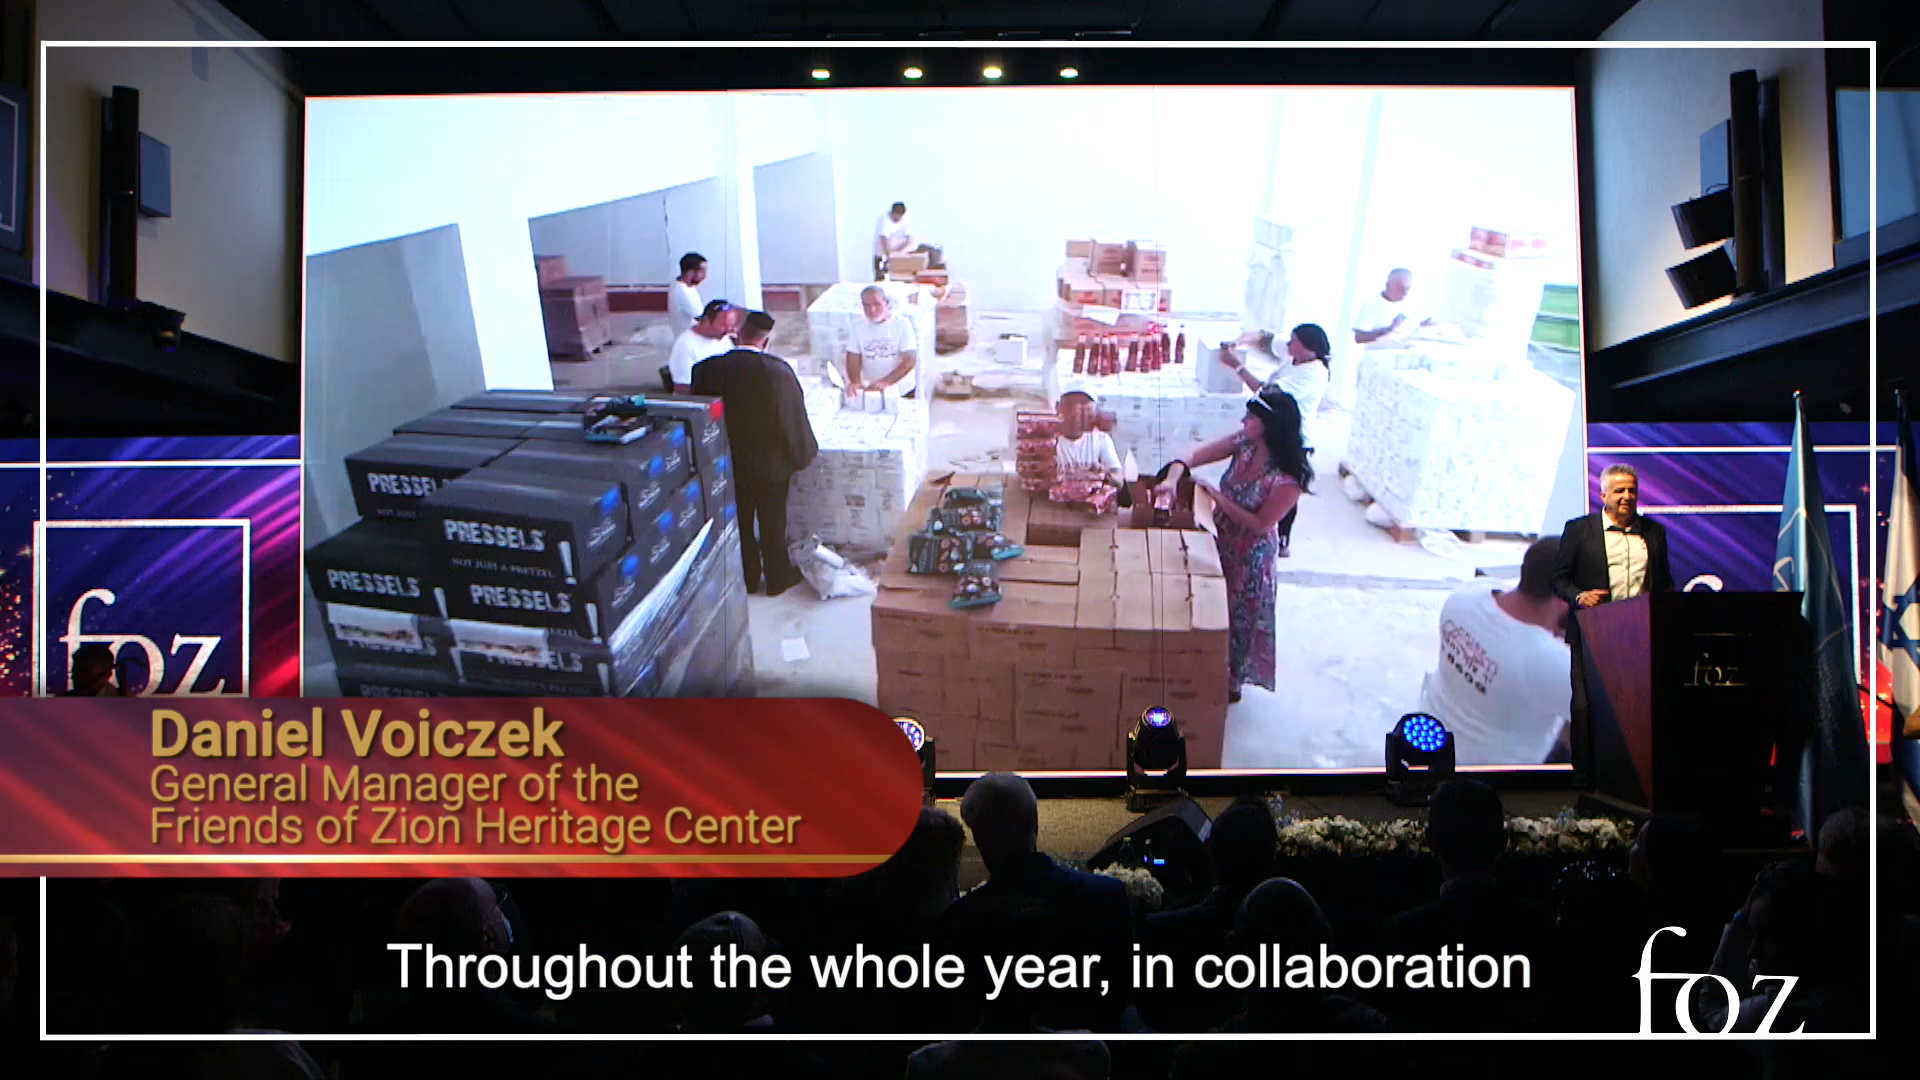 PRESSELS
NOT JUST A PRETZEL
PRESSELS
PRESSELS
foz
foz
Daniel Voiczek
General Manager of the
Friends of Zion Heritage Center
Throughout the whole year, in collaboration
foz